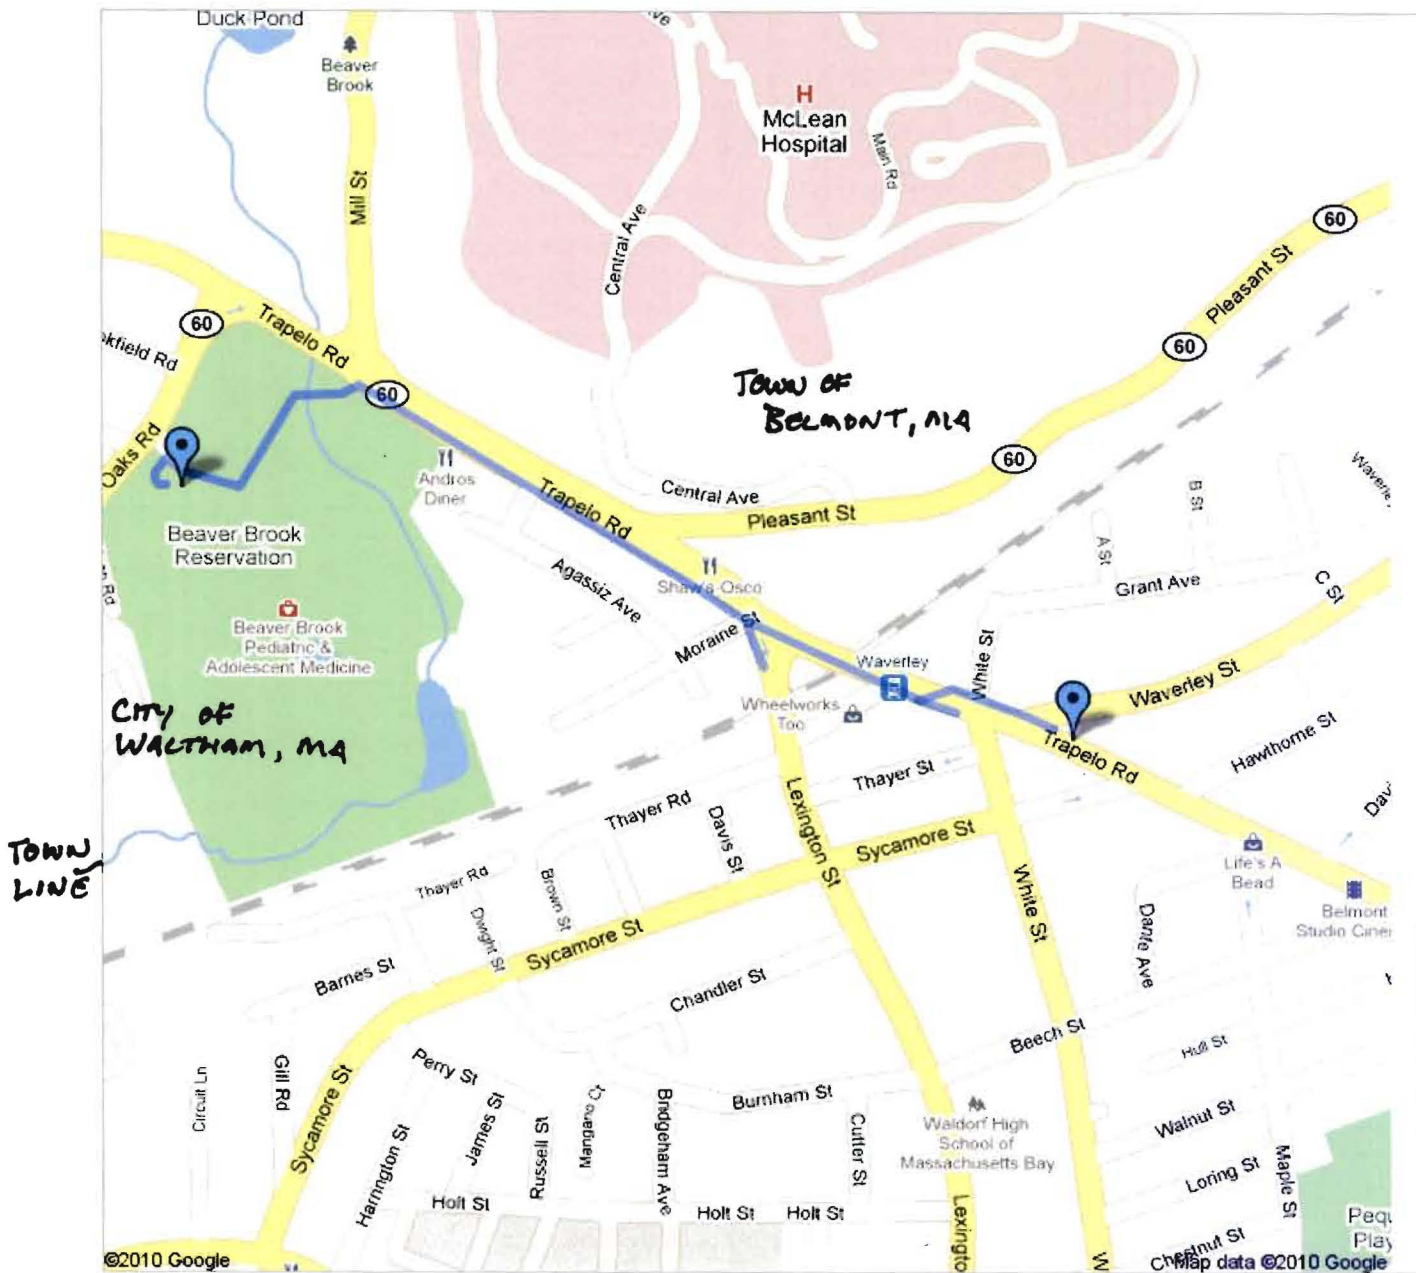 Duck Pond
Beaver
Brook
Mill St
H
McLean
Hospital
Main Rd
Central Ave
60
Pleasant St
60
60
Trapelo Rd
60
60
Oaks Rd
TOWN OF
BELMONT, MA
Andros
Diner
Trapelo Rd
Central Ave
Pleasant St
B St
A St
Beaver Brook
Reservation
Agassiz Ave
Shaw's-Osco
Grant Ave
C St
Beaver Brook
Pediatric &
Adolescent Medicine
Moraine St
Waverley
White St
Waverley St
Wheelworks
Too
CITY OF
WALTHAM, MA
Trapelo Rd
Hawthorne St
Thayer St
Thayer Rd
Davis St
Lexington St
Sycamore St
TOWN
LINE
Life's A
Bead
Belmont
Thayer Rd
Brown St
Dwight St
Sycamore St
White St
Dante Ave
Barnes St
Chandler St
Beech St
Hull St
Perry St
Circuit Ln
Gill Rd
Sycamore St
James St
Russell St
Mangano Ct
Bridgeham Ave
Burnham St
Cutter St
Waldorf High
School of
Massachusetts Bay
Walnut St
Loring St
Maple St
Harrington St
Holt St
Holt St
Holt St
Chestnut St
©2010 Google
Map data ©2010 Google